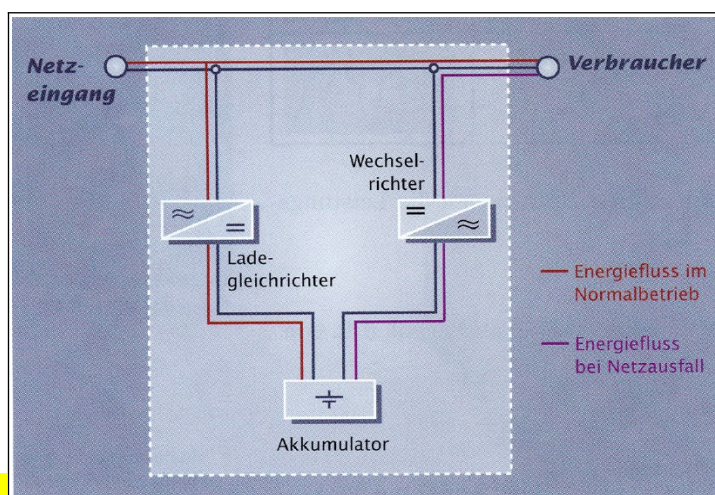 Netz-
eingang
Verbraucher
Wechsel-
richter
Lade-
gleichrichter
Energiefluss im
Normalbetrieb
Energiefluss
bei Netzausfall
Akkumulator